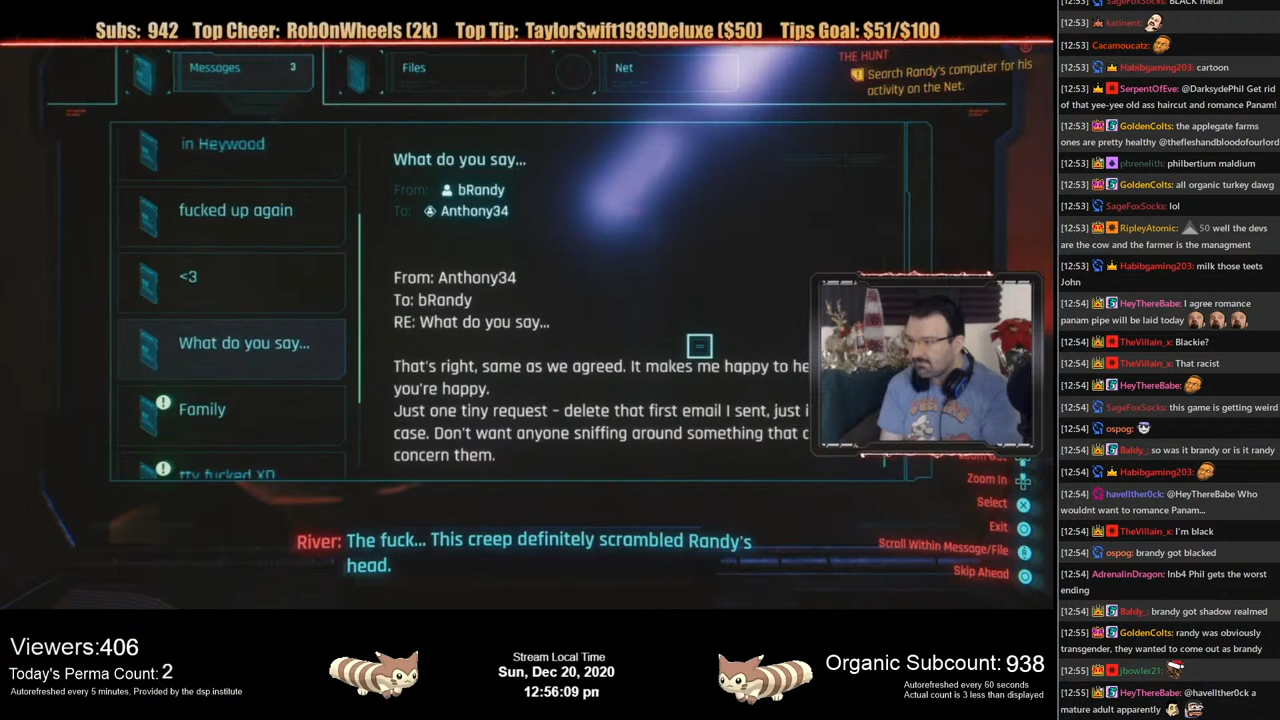 Subs: 942 Top Cheer: RobOnWheels (2k) Top Tip: TaylorSwift1989Deluxe ($50) Tips Goal: $51/$100
Messages 3
Files
Net
THE HUNT
Search Randy's computer for his
activity on the Net.
in Heywood
fucked up again
<3
What do you say...
Family
tty fucked XD
What do you say...
From: bRandy
To: Anthony34
From: Anthony34
To: bRandy
RE: What do you say...
That's right, same as we agreed. It makes me happy to he
you're happy.
Just one tiny request – delete that first email I sent, just i
case. Don't want anyone sniffing around something that
concern them.
Zoom In
Select
Exit
Scroll Within Message/File
Skip Ahead
River: The fuck... This creep definitely scrambled Randy's
head.
Viewers:406
Today's Perma Count: 2
Autorefreshed every 5 minutes, Provided by the dsp institute
Stream Local Time
Sun, Dec 20, 2020
12:56:09 pm
Organic Subcount: 938
Autorefreshed every 60 seconds
Actual count is 3 less than displayed
SageFoxSocks: BLACK metal
[12:53] katinent:
[12:53] Cacamoucatz:
[12:53] Habibgaming203: cartoon
[12:53] SerpentOfEve: @DarksydePhil Get rid
of that yee-yee old ass haircut and romance Panam!
[12:53] GoldenColts: the applegate farms
ones are pretty healthy @thefleshandbloodofourlord
[12:53] phrenelith: philbertium maldium
[12:53] GoldenColts: all organic turkey dawg
[12:53] SageFoxSocks: lol
[12:53] RipleyAtomic: 50 well the devs
are the cow and the farmer is the managment
[12:53] Habibgaming203: milk those teets
John
[12:54] HeyThereBabe: I agree romance
panam pipe will be laid today
[12:54] TheVillain_x: Blackie?
[12:54] TheVillain_x: That racist
[12:54] HeyThereBabe:
[12:54] SageFoxSocks: this game is getting weird
[12:54] ospog:
[12:54] Baldy_: so was it brandy or is it randy
[12:54] Habibgaming203:
[12:54] havellther0ck: @HeyThereBabe Who
wouldnt want to romance Panam...
[12:54] TheVillain_x: I'm black
[12:54] ospog: brandy got blacked
[12:54] AdrenalinDragon: Inb4 Phil gets the worst
ending
[12:54] Baldy_: brandy got shadow realmed
[12:55] GoldenColts: randy was obviously
transgender, they wanted to come out as brandy
[12:55] jbowler21:
[12:55] HeyThereBabe: @havellther0ck a
mature adult apparently